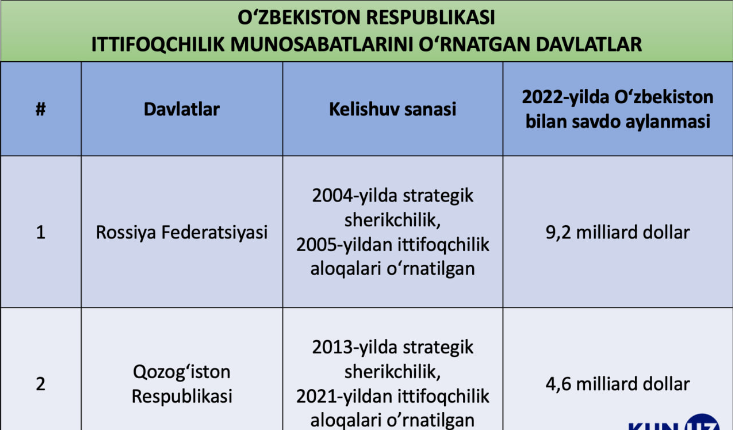 O‘ZBEKISTON RESPUBLIKASI
ITTIFOQCHILIK MUNOSABATLARINI O‘RNATGAN DAVLATLAR
#
Davlatlar
Kelishuv sanasi
2022-yilda O‘zbekiston
bilan savdo aylanmasi
1
Rossiya Federatsiyasi
2004-yilda strategik
sherikchilik,
2005-yildan ittifoqchilik
aloqalari o‘rnatilgan
9,2 milliard dollar
2
Qozog‘iston
Respublikasi
2013-yilda strategik
sherikchilik,
2021-yildan ittifoqchilik
aloqalari o’rnatilgan
4,6 milliard dollar
KUN UZ